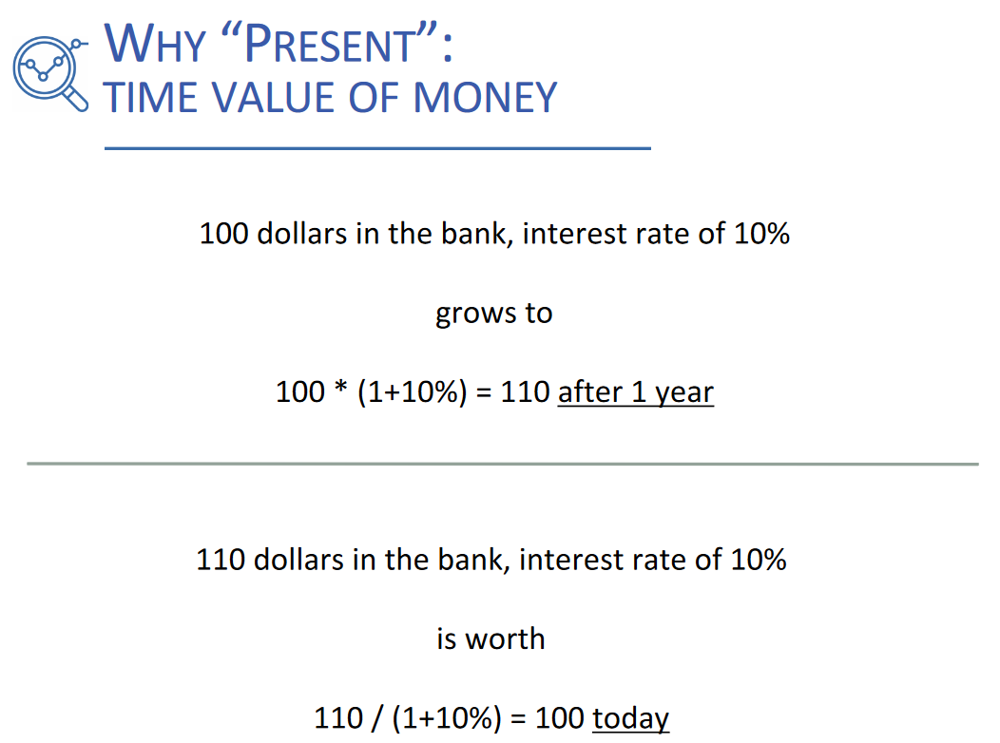 WHY “PRESENT”:
TIME VALUE OF MONEY
100 dollars in the bank, interest rate of 10%
grows to
100 * (1+10%) = 110 after 1 year
110 dollars in the bank, interest rate of 10%
is worth
110 / (1+10%) = 100 today